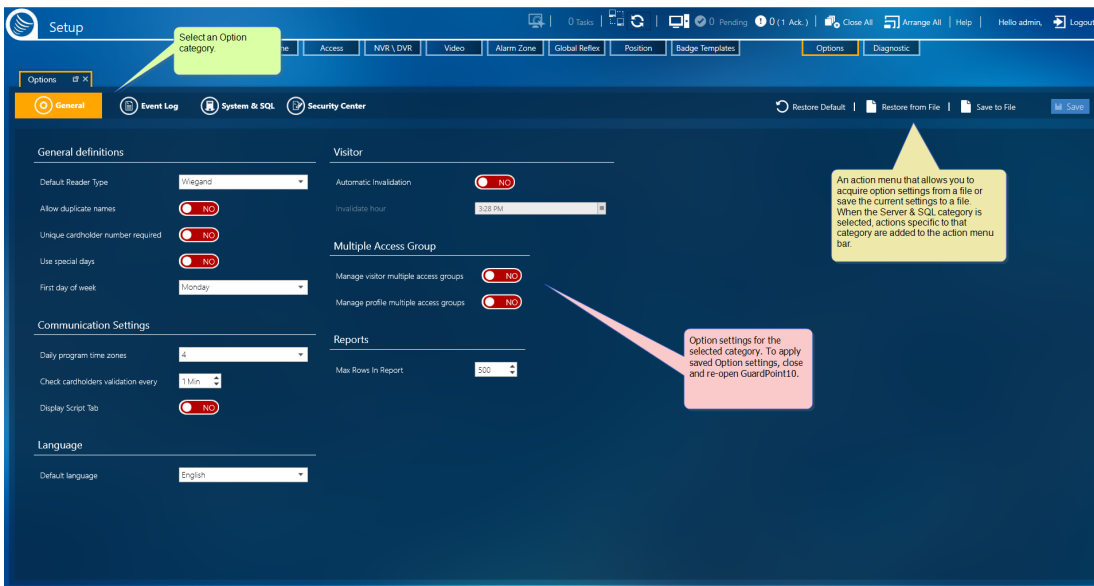 Setup
0 Tasks
0 Pending
0 (1 Ack.)
Close All
Arrange All
Help
Hello admin,
Logout
Select an Option
category.
Access
NVR \ DVR
Video
Alarm Zone
Global Reflex
Position
Badge Templates
Options
Diagnostic
Options
General
Event Log
System & SQL
Security Center
Restore Default
Restore from File
Save to File
Save
General definitions
Default Reader Type
Wiegand
Allow duplicate names
NO
Unique cardholder number required
NO
Use special days
NO
First day of week
Monday
Communication Settings
Daily program time zones
4
Check cardholders validation every
1 Min
Display Script Tab
NO
Language
Default language
English
Visitor
Automatic Invalidation
NO
Invalidate hour
3:28 PM
Multiple Access Group
Manage visitor multiple access groups
NO
Manage profile multiple access groups
NO
Reports
Max Rows In Report
500
An action menu that allows you to
acquire option settings from a file or
save the current settings to a file.
When the Server & SQL category is
selected, actions specific to that
category are added to the action menu
bar.
Option settings for the
selected category. To apply
saved Option settings, close
and re-open GuardPoint10.